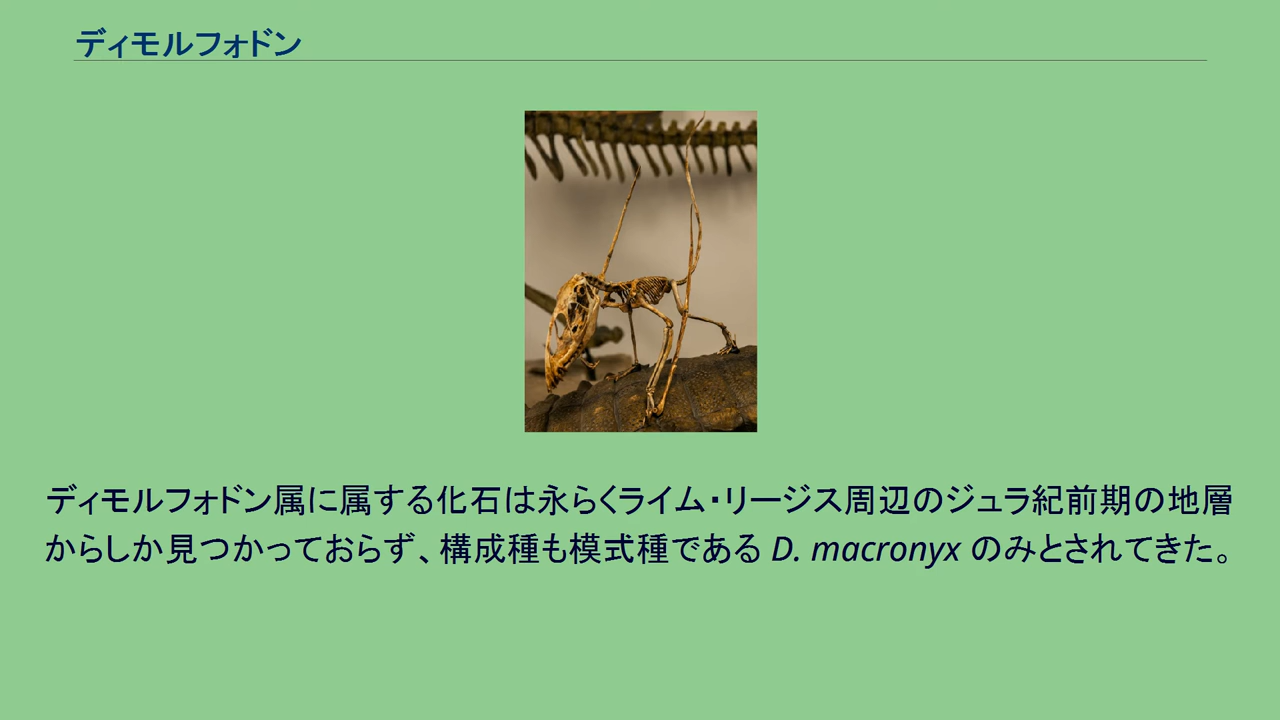 ディモルフォドン
ディモルフォドン属に属する化石は永らくライム・リージス周辺のジュラ紀前期の地層
からしか見つかっておらず、構成種も模式種である D. macronyx のみとされてきた。